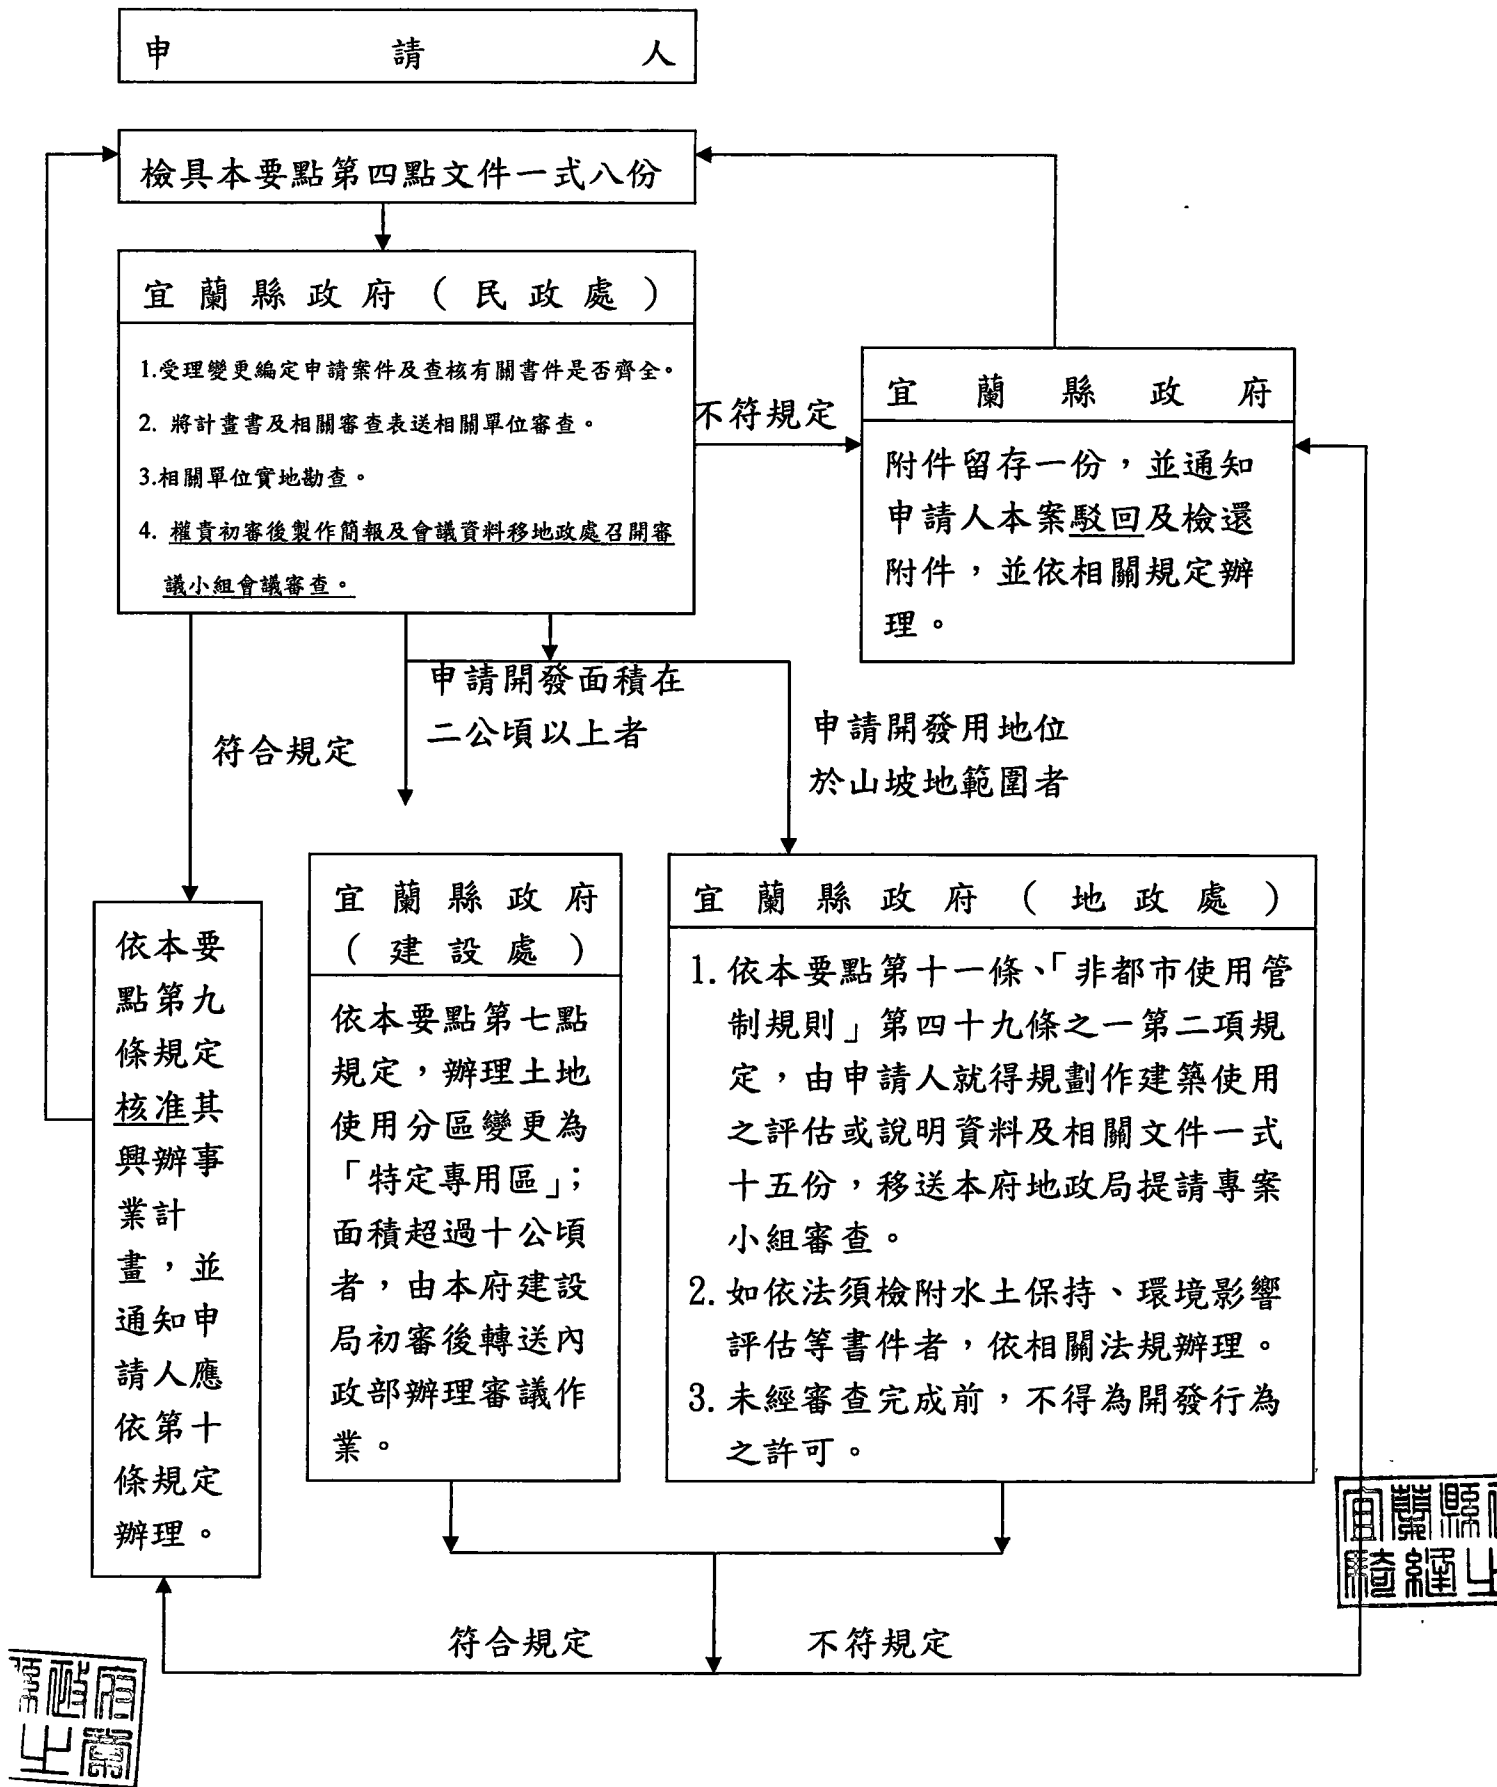 申請人
檢具本要點第四點文件一式八份
宜蘭縣政府(民政處)
1.受理變更編定申請案件及查核有關書件是否齊全。
2. 將計畫書及相關審查表送相關單位審查。
3.相關單位實地勘查。
4. 權責初審後製作簡報及會議資料移地政處召開審
議小組會議審查。
不符規定
宜蘭縣政府
附件留存一份,並通知
申請人本案駁回及檢還
附件,並依相關規定辦
理。
符合規定
申請開發面積在
二公頃以上者
申請開發用地位
於山坡地範圍者
依本要
點第九
條規定
核准其
興辦事
業計
畫,並
通知申
請人應
依第十
條規定
辦理。
宜蘭縣政府
(建設處)
依本要點第七點
規定,辦理土地
使用分區變更為
「特定專用區」;
面積超過十公頃
者,由本府建設
局初審後轉送內
政部辦理審議作
業。
宜蘭縣政府(地政處)
1. 依本要點第十一條、「非都市使用管
制規則」第四十九條之一第二項規
定,由申請人就得規劃作建築使用
之評估或說明資料及相關文件一式
十五份,移送本府地政局提請專案
小組審查。
2. 如依法須檢附水土保持、環境影響
評估等書件者,依相關法規辦理。
3. 未經審查完成前,不得為開發行為
之許可。
符合規定
不符規定
宜蘭縣
騎縫